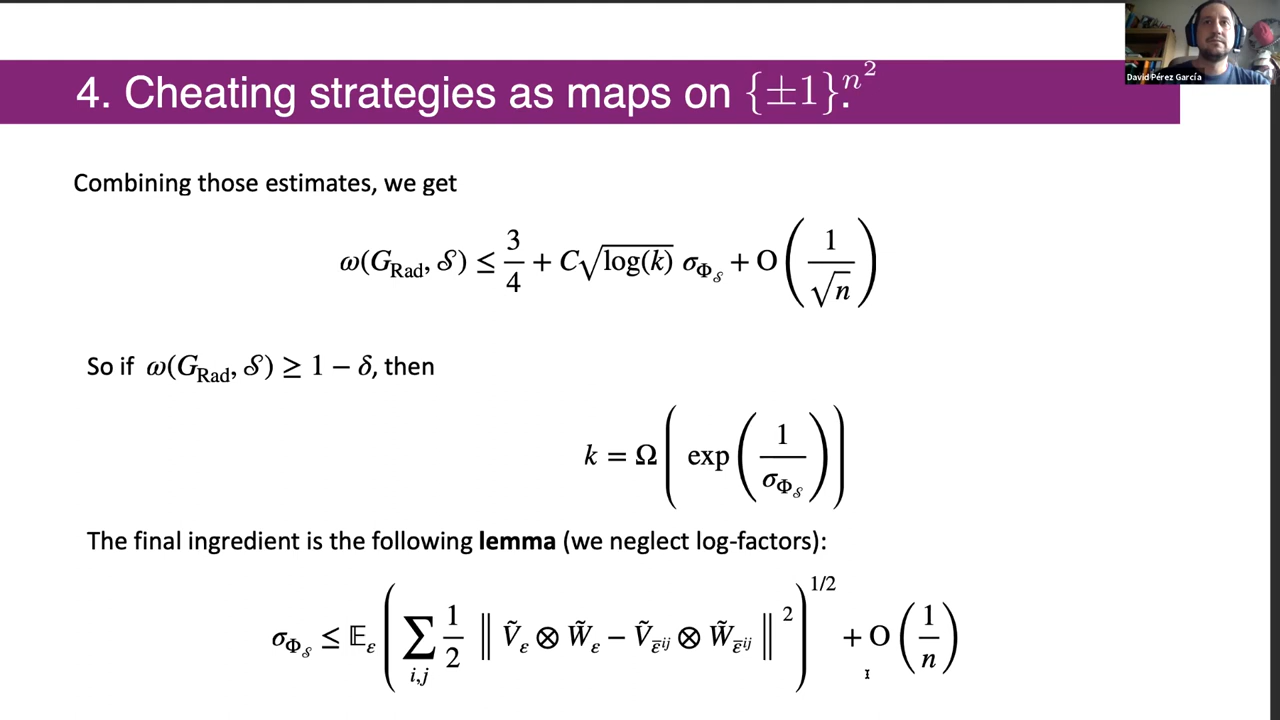 David Pérez García
4. Cheating strategies as maps on {±1}^{n^2}.
Combining those estimates, we get
ω(G_Rad, 𝒮) ≤ 3/4 + C√log(k) σ_{Φ_𝒮} + O(1/√n)
So if ω(G_Rad, 𝒮) ≥ 1 − δ, then
k = Ω(exp(1/σ_{Φ_𝒮}))
The final ingredient is the following lemma (we neglect log-factors):
σ_{Φ_𝒮} ≤ 𝔼_ε (∑_{i,j} 1/2 ‖Ṽ_ε ⊗ W̃_ε − Ṽ_{ε̅^{ij}} ⊗ W̃_{ε̅^{ij}}‖^2)^{1/2} + O(1/n)